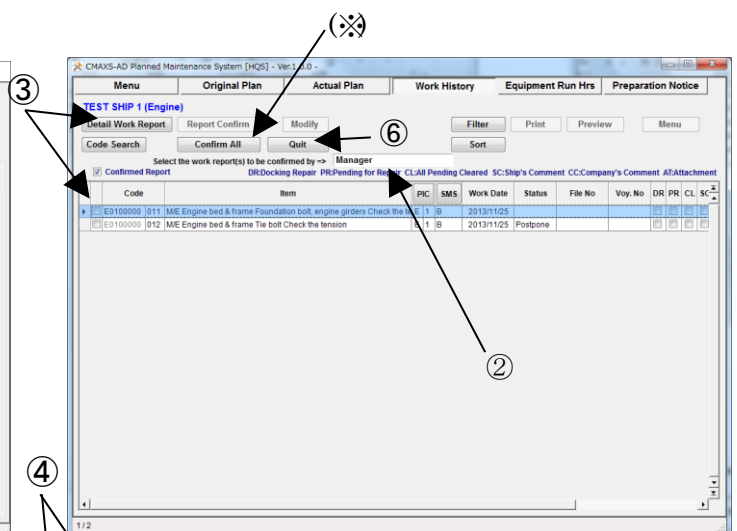 (※)
CMAXS-AD Planned Maintenance System [HQS] - Ver.1.0.0 -
③
Menu Original Plan Actual Plan Work History Equipment Run Hrs Preparation Notice
TEST SHIP 1 (Engine)
Detail Work Report Report Confirm Modify ⑥ Filter Print Preview Menu
Code Search Confirm All Quit Sort
Select the work report(s) to be confirmed by => Manager
Confirmed Report DR:Docking Repair PR:Pending for Repair CL:All Pending Cleared SC:Ship's Comment CC:Company's Comment AT:Attachment
Code Item PIC SMS Work Date Status File No Voy. No DR PR CL SC
E0100000 011 M/E Engine bed & frame Foundation bolt, engine girders Check the te E 1 B 2013/11/25
E0100000 012 M/E Engine bed & frame Tie bolt Check the tension E 1 B 2013/11/25 Postpone
②
④
1/2